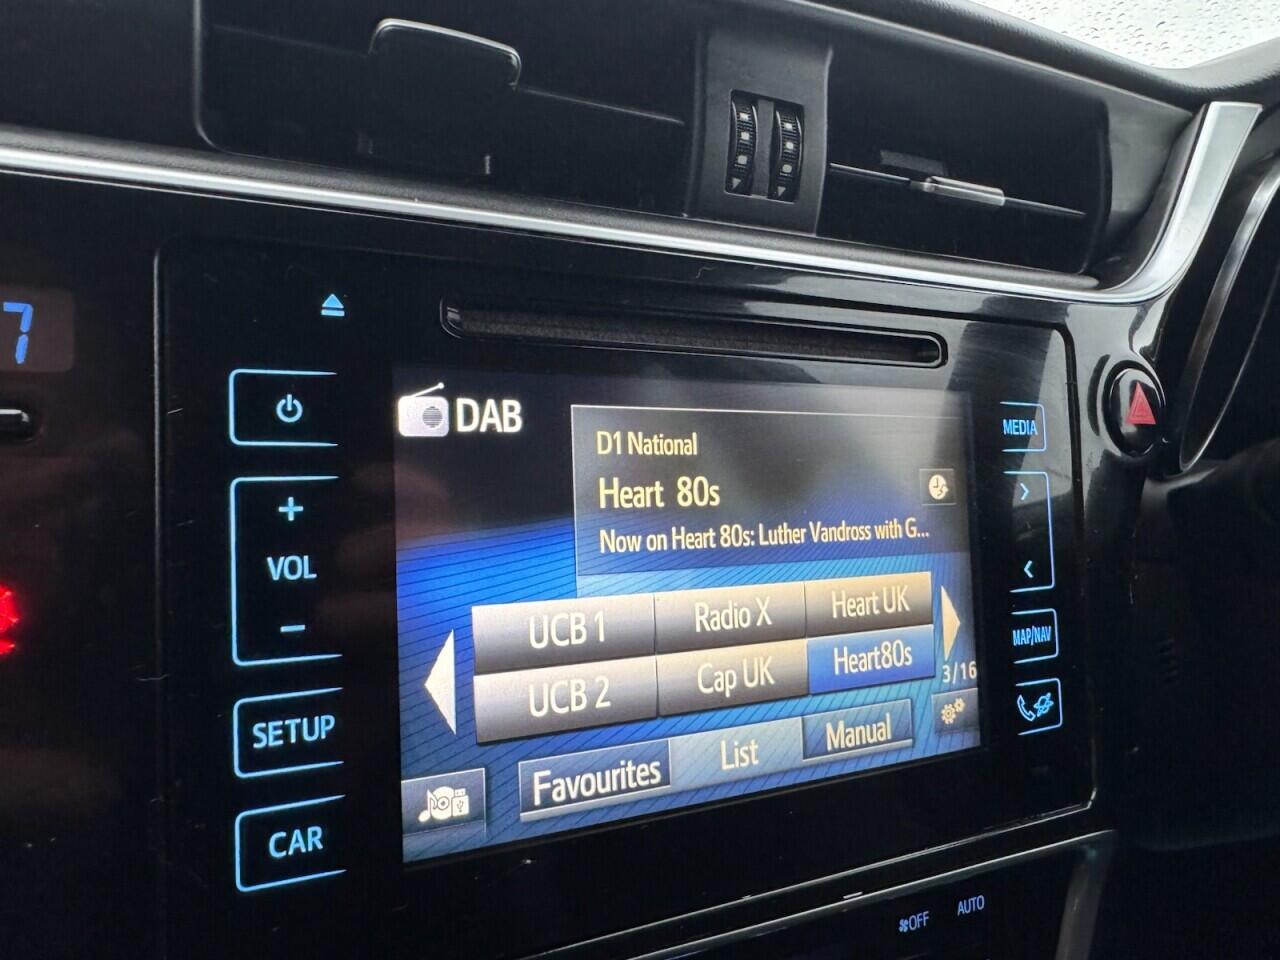 7
DAB
D1 National
Heart 80s
Now on Heart 80s: Luther Vandross with G...
UCB 1
Radio X
Heart UK
UCB 2
Cap UK
Heart80s
3/16
Favourites
List
Manual
+
VOL
−
SETUP
CAR
MEDIA
>
<
MAP/NAV
OFF
AUTO